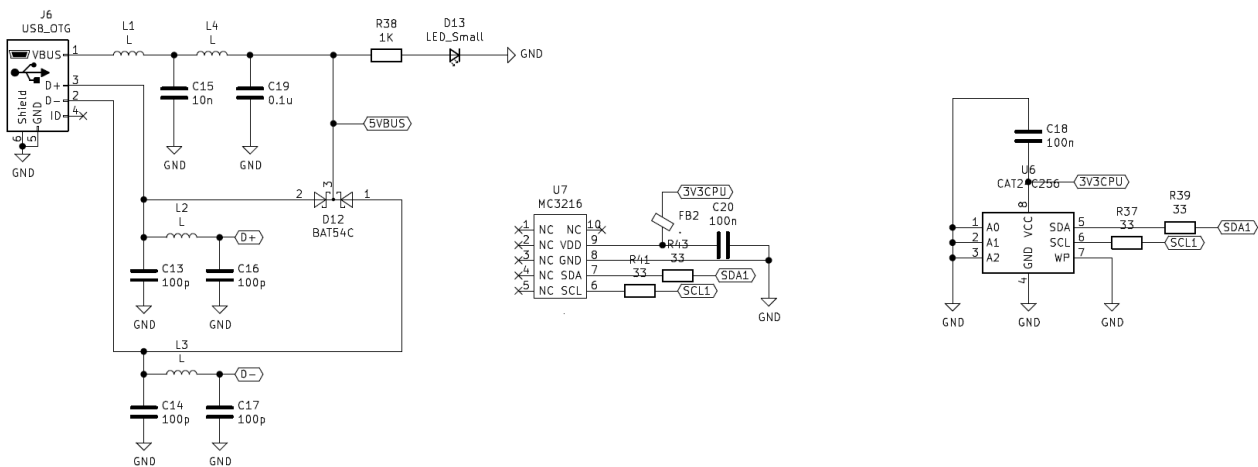 J6
USB_OTG
VBUS 1
D+ 3
D- 2
ID 4
Shield
GND
6
5
GND
L1
L
L4
L
C15
10n
GND
C19
0.1u
GND
R38
1K
D13
LED_Small
GND
5VBUS
2
3
1
D12
BAT54C
L2
L
D+
C13
100p
C16
100p
GND
GND
L3
L
D-
C14
100p
C17
100p
GND
GND
U7
MC3216
1 NC NC 10
2 NC VDD 9
3 NC GND 8
4 NC SDA 7
5 NC SCL 6
3V3CPU
FB2
C20
100n
R43
33
SDA1
R41
33
SCL1
GND
C18
100n
U6
3V3CPU
8
VCC
1 A0
2 A1
3 A2
SDA 5
SCL 6
WP 7
GND
4
R37
33
SCL1
R39
33
SDA1
GND
GND
GND